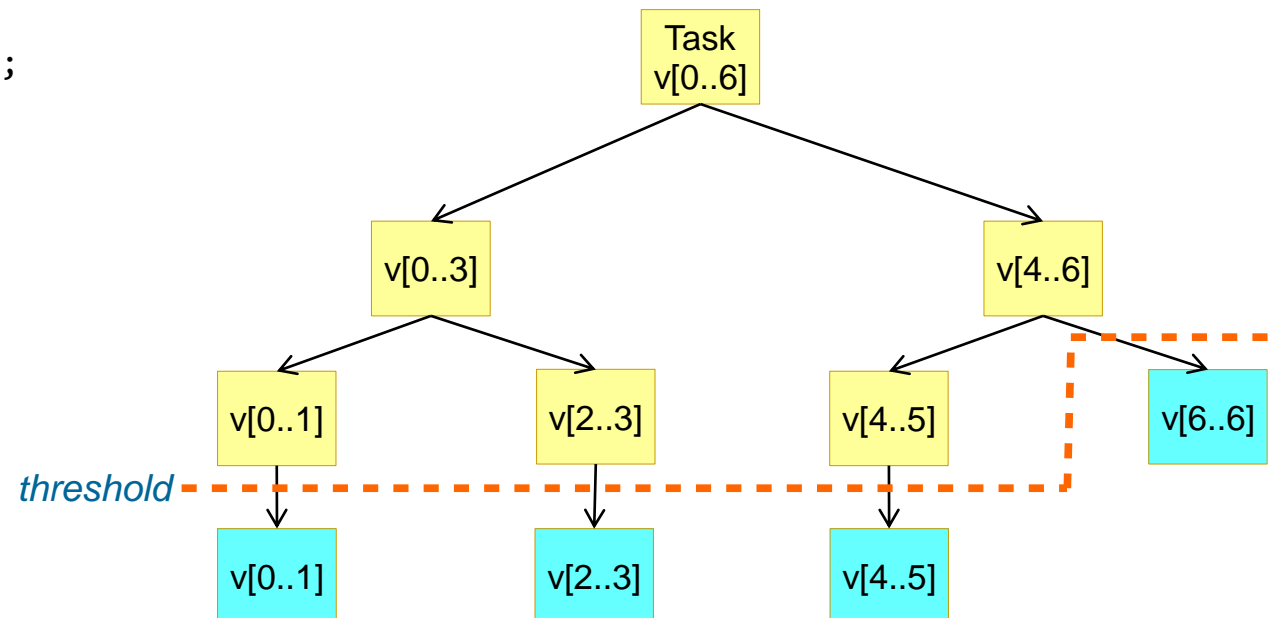 Task
v[0..6]
;
v[0..3]
v[4..6]
v[0..1]
v[2..3]
v[4..5]
v[6..6]
threshold
v[0..1]
v[2..3]
v[4..5]